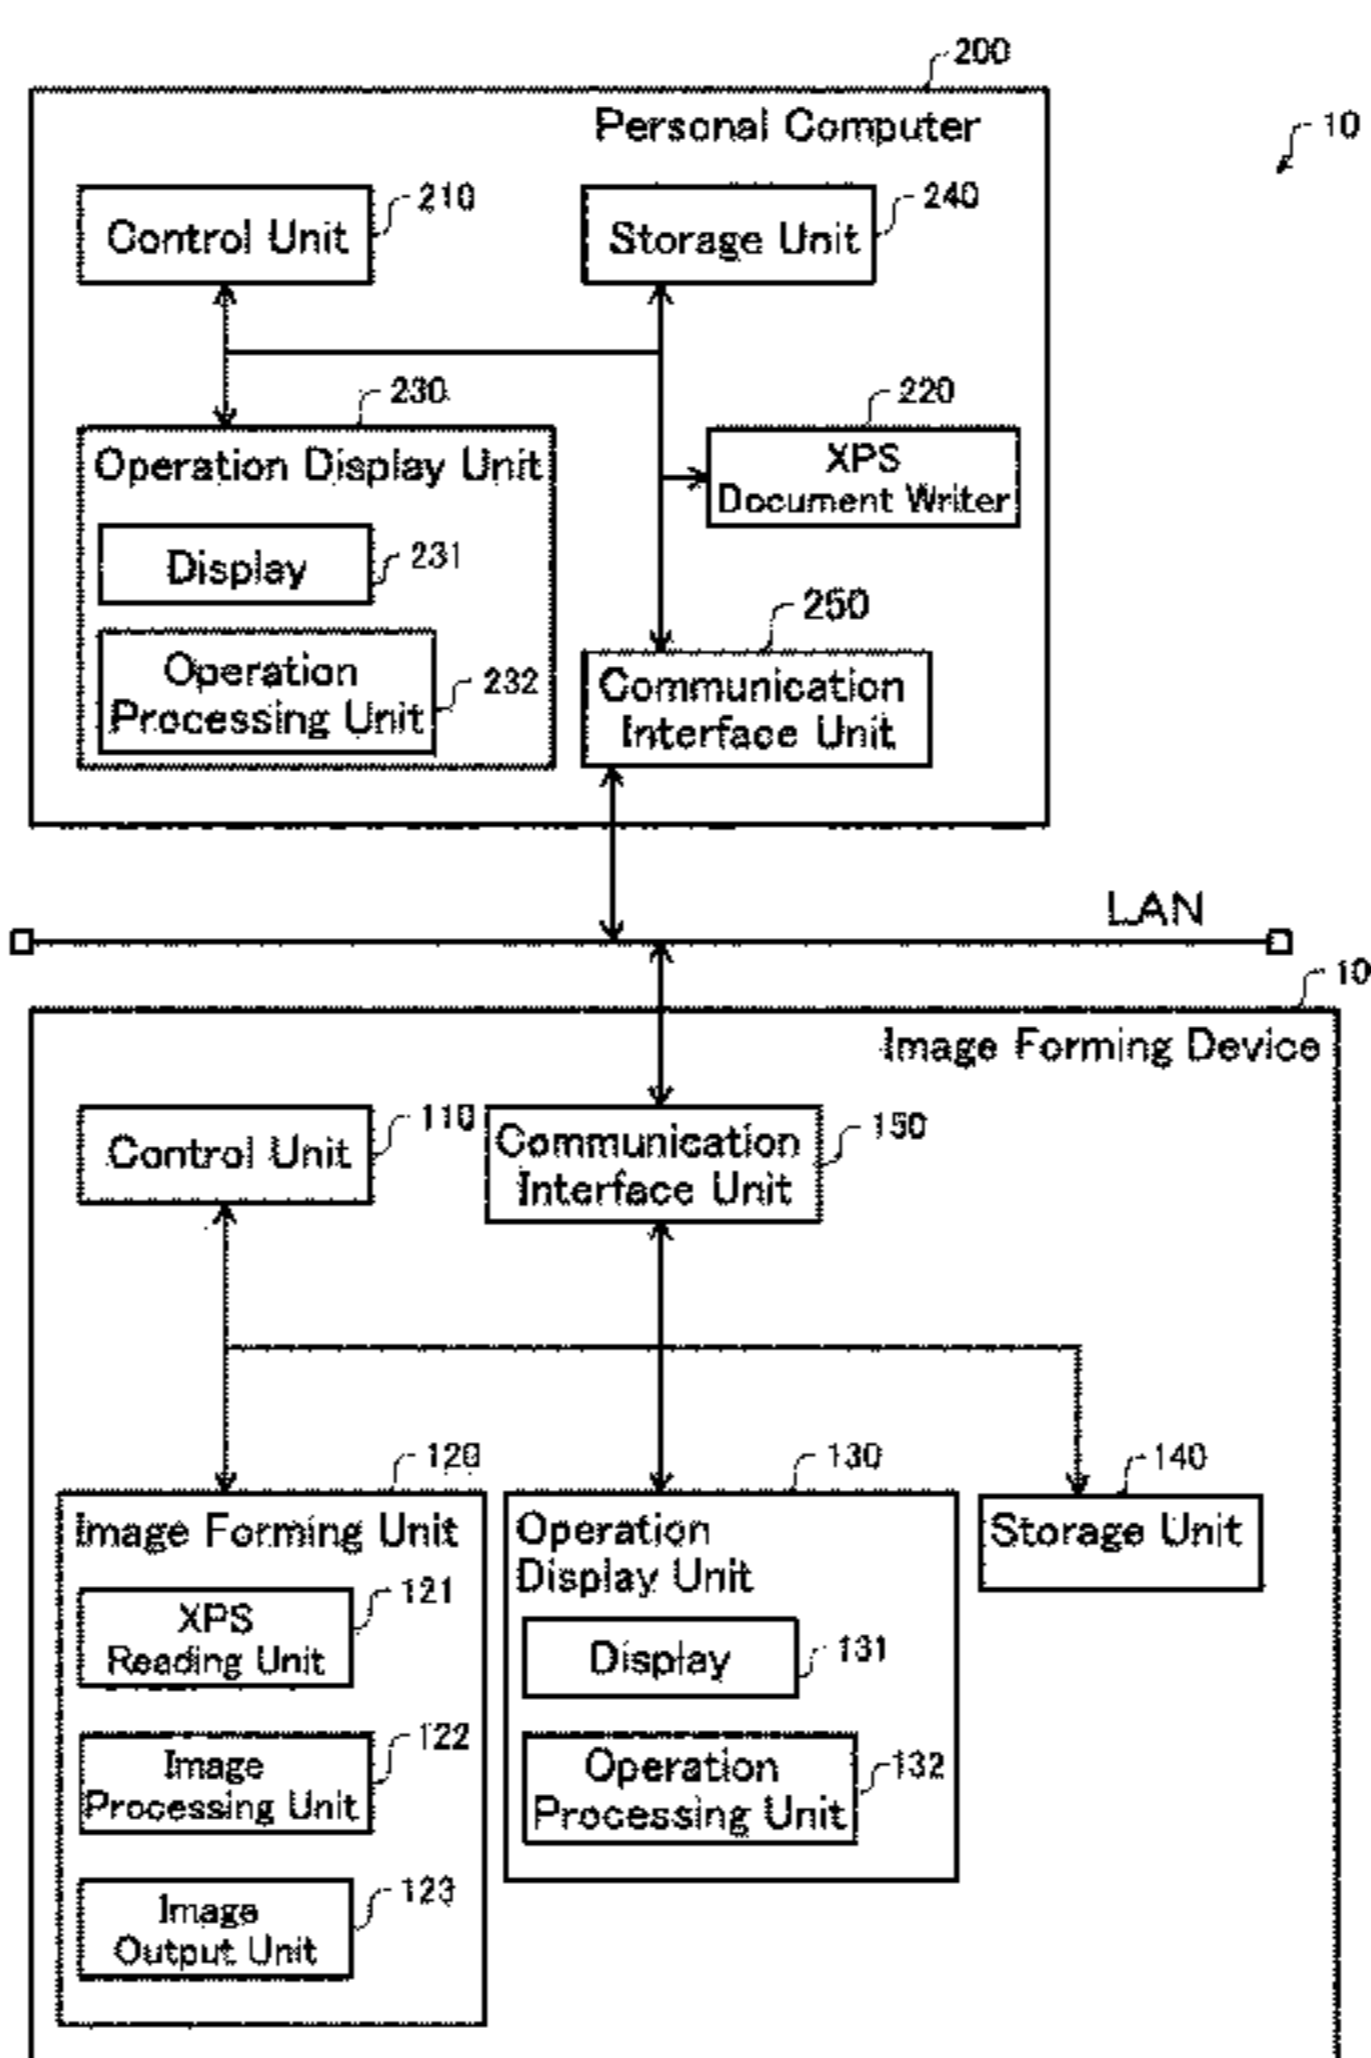 200
Personal Computer
10
210
240
Control Unit
Storage Unit
230
220
Operation Display Unit
XPS
Document Writer
Display
231
250
Operation
Processing Unit
232
Communication
Interface Unit
LAN
10
Image Forming Device
110
150
Control Unit
Communication
Interface Unit
120
130
140
Image Forming Unit
Operation
Display Unit
Storage Unit
121
XPS
Reading Unit
Display
131
122
Image
Processing Unit
Operation
Processing Unit
132
123
Image
Output Unit